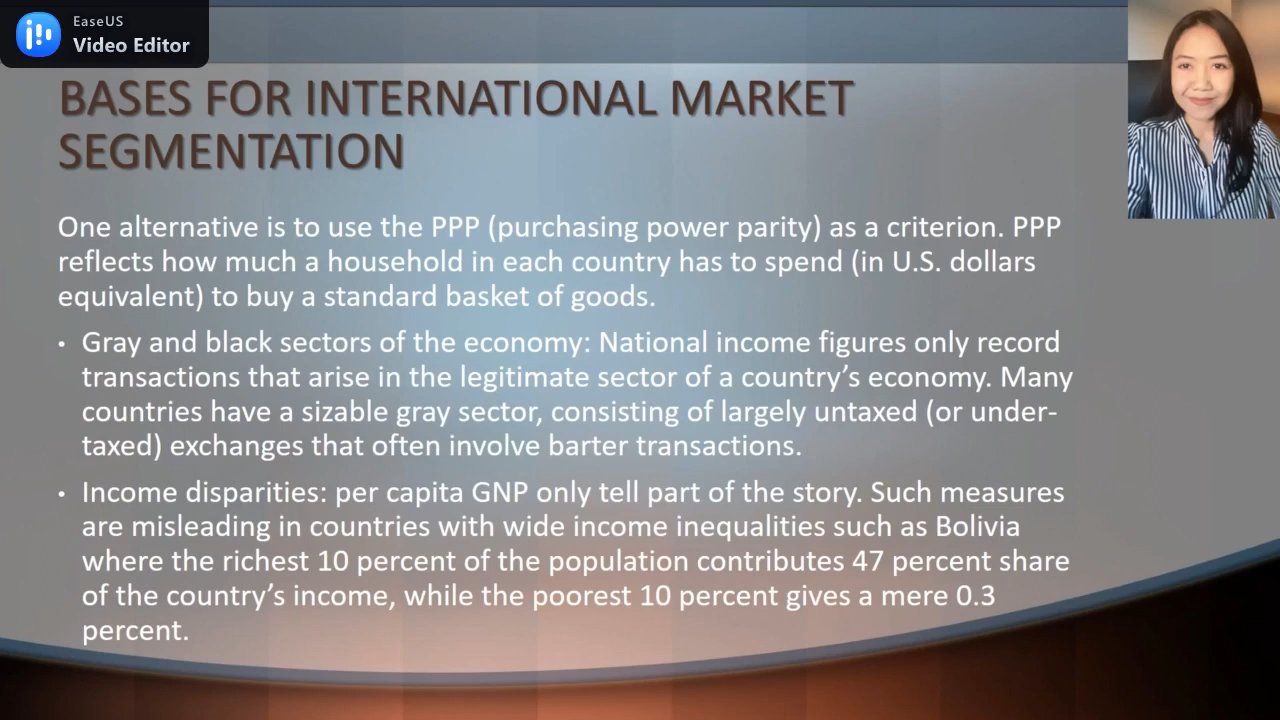 EaseUS
Video Editor
BASES FOR INTERNATIONAL MARKET
SEGMENTATION
One alternative is to use the PPP (purchasing power parity) as a criterion. PPP
reflects how much a household in each country has to spend (in U.S. dollars
equivalent) to buy a standard basket of goods.
• Gray and black sectors of the economy: National income figures only record
transactions that arise in the legitimate sector of a country’s economy. Many
countries have a sizable gray sector, consisting of largely untaxed (or under-
taxed) exchanges that often involve barter transactions.
• Income disparities: per capita GNP only tell part of the story. Such measures
are misleading in countries with wide income inequalities such as Bolivia
where the richest 10 percent of the population contributes 47 percent share
of the country’s income, while the poorest 10 percent gives a mere 0.3
percent.